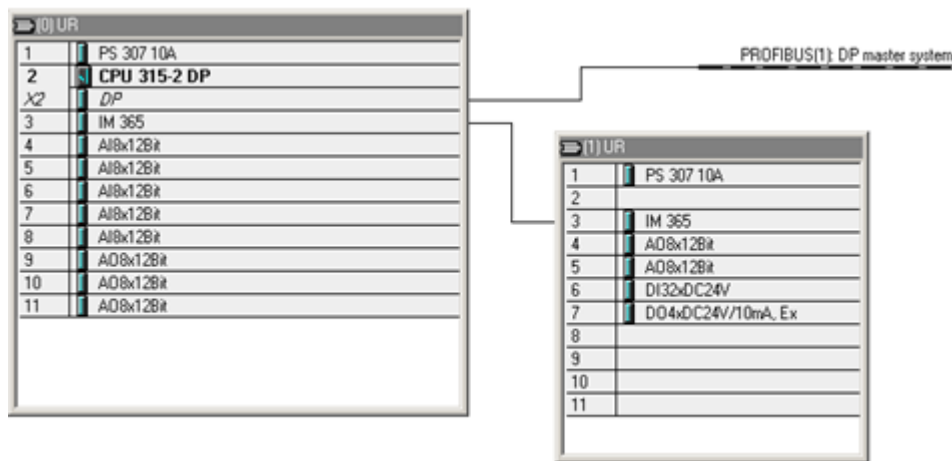 (0) UR
1 PS 307 10A
2 CPU 315-2 DP
X2 DP
3 IM 365
4 AI8x12Bit
5 AI8x12Bit
6 AI8x12Bit
7 AI8x12Bit
8 AI8x12Bit
9 AO8x12Bit
10 AO8x12Bit
11 AO8x12Bit
PROFIBUS(1): DP master system
(1) UR
1 PS 307 10A
2
3 IM 365
4 AO8x12Bit
5 AO8x12Bit
6 DI32xDC24V
7 DO4xDC24V/10mA, Ex
8
9
10
11